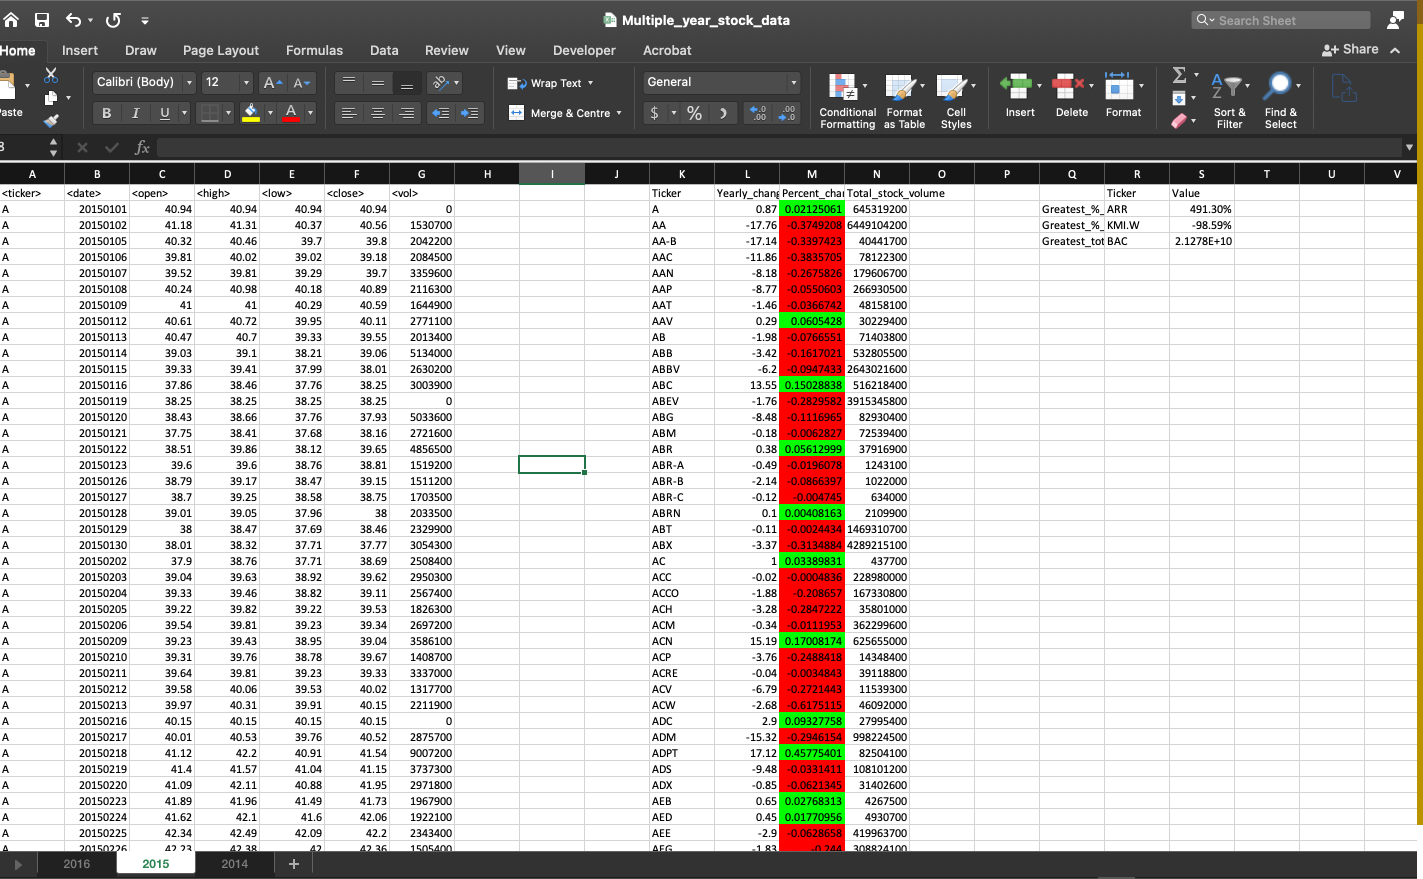 Multiple_year_stock_data
Search Sheet
Home Insert Draw Page Layout Formulas Data Review View Developer Acrobat Share
Calibri (Body) 12 A A Wrap Text General
Paste B I U A Merge & Centre $ % Conditional Formatting Format as Table Cell Styles Insert Delete Format Sort & Filter Find & Select
fx
A B C D E F G H I J K L M N O P Q R S T U V
<ticker> <date> <open> <high> <low> <close> <vol> Ticker Yearly_chang Percent_chai Total_stock_volume Ticker Value
A 20150101 40.94 40.94 40.94 40.94 0 A 0.87 0.02125061 645319200 Greatest_%_ ARR 491.30%
A 20150102 41.18 41.31 40.37 40.56 1530700 AA -17.76 -0.3749208 6449104200 Greatest_%_ KMI.W -98.59%
A 20150105 40.32 40.46 39.7 39.8 2042200 AA-B -17.14 -0.3397423 40441700 Greatest_tot BAC 2.1278E+10
A 20150106 39.81 40.02 39.02 39.18 2084500 AAC -11.86 -0.3835705 78122300
A 20150107 39.52 39.81 39.29 39.7 3359600 AAN -8.18 -0.2675826 179606700
A 20150108 40.24 40.98 40.18 40.89 2116300 AAP -8.77 -0.0550603 266930500
A 20150109 41 41 40.29 40.59 1644900 AAT -1.46 -0.0366742 48158100
A 20150112 40.61 40.72 39.95 40.11 2771100 AAV 0.29 0.0605428 30229400
A 20150113 40.47 40.7 39.33 39.55 2013400 AB -1.98 -0.0766551 71403800
A 20150114 39.03 39.1 38.21 39.06 5134000 ABB -3.42 -0.1617021 532805500
A 20150115 39.33 39.41 37.99 38.01 2630200 ABBV -6.2 -0.0947433 2643021600
A 20150116 37.86 38.46 37.76 38.25 3003900 ABC 13.55 0.15028838 516218400
A 20150119 38.25 38.25 38.25 38.25 0 ABEV -1.76 -0.2829582 3915345800
A 20150120 38.43 38.66 37.76 37.93 5033600 ABG -8.48 -0.1116965 82930400
A 20150121 37.75 38.41 37.68 38.16 2721600 ABM -0.18 -0.0062827 72539400
A 20150122 38.51 39.86 38.12 39.65 4856500 ABR 0.38 0.05612999 37916900
A 20150123 39.6 39.6 38.76 38.81 1519200 ABR-A -0.49 -0.0196078 1243100
A 20150126 38.79 39.17 38.47 39.15 1511200 ABR-B -2.14 -0.0866397 1022000
A 20150127 38.7 39.25 38.58 38.75 1703500 ABR-C -0.12 -0.004745 634000
A 20150128 39.01 39.05 37.96 38 2033500 ABRN 0.1 0.00408163 2109900
A 20150129 38 38.47 37.69 38.46 2329900 ABT -0.11 -0.0024434 1469310700
A 20150130 38.01 38.32 37.71 37.77 3054300 ABX -3.37 -0.3134884 4289215100
A 20150202 37.9 38.76 37.71 38.69 2508400 AC 1 0.03389831 437700
A 20150203 39.04 39.63 38.92 39.62 2950300 ACC -0.02 -0.0004836 228980000
A 20150204 39.33 39.46 38.82 39.11 2567400 ACCO -1.88 -0.208657 167330800
A 20150205 39.22 39.82 39.22 39.53 1826300 ACH -3.28 -0.2847222 35801000
A 20150206 39.54 39.81 39.23 39.34 2697200 ACM -0.34 -0.0111953 362299600
A 20150209 39.23 39.43 38.95 39.04 3586100 ACN 15.19 0.17008174 625655000
A 20150210 39.31 39.76 38.78 39.67 1408700 ACP -3.76 -0.2488418 14348400
A 20150211 39.64 39.81 39.23 39.33 3337000 ACRE -0.04 -0.0034843 39118800
A 20150212 39.58 40.06 39.53 40.02 1317700 ACV -6.79 -0.2721443 11539300
A 20150213 39.97 40.31 39.91 40.15 2211900 ACW -2.68 -0.6175115 46092000
A 20150216 40.15 40.15 40.15 40.15 0 ADC 2.9 0.09327758 27995400
A 20150217 40.01 40.53 39.76 40.52 2875700 ADM -15.32 -0.2946154 998224500
A 20150218 41.12 42.2 40.91 41.54 9007200 ADPT 17.12 0.45775401 82504100
A 20150219 41.4 41.57 41.04 41.15 3737300 ADS -9.48 -0.0331411 108101200
A 20150220 41.09 42.11 40.88 41.95 2971800 ADX -0.85 -0.0621345 31402600
A 20150223 41.89 41.96 41.49 41.73 1967900 AEB 0.65 0.02768313 4267500
A 20150224 41.62 42.1 41.6 42.06 1922100 AED 0.45 0.01770956 4930700
A 20150225 42.34 42.49 42.09 42.2 2343400 AEE -2.9 -0.0628658 419963700
A 20150226 42.23 42.38 42 42.36 1505400 AEG -1.83 -0.244 308824100
2016 2015 2014 +